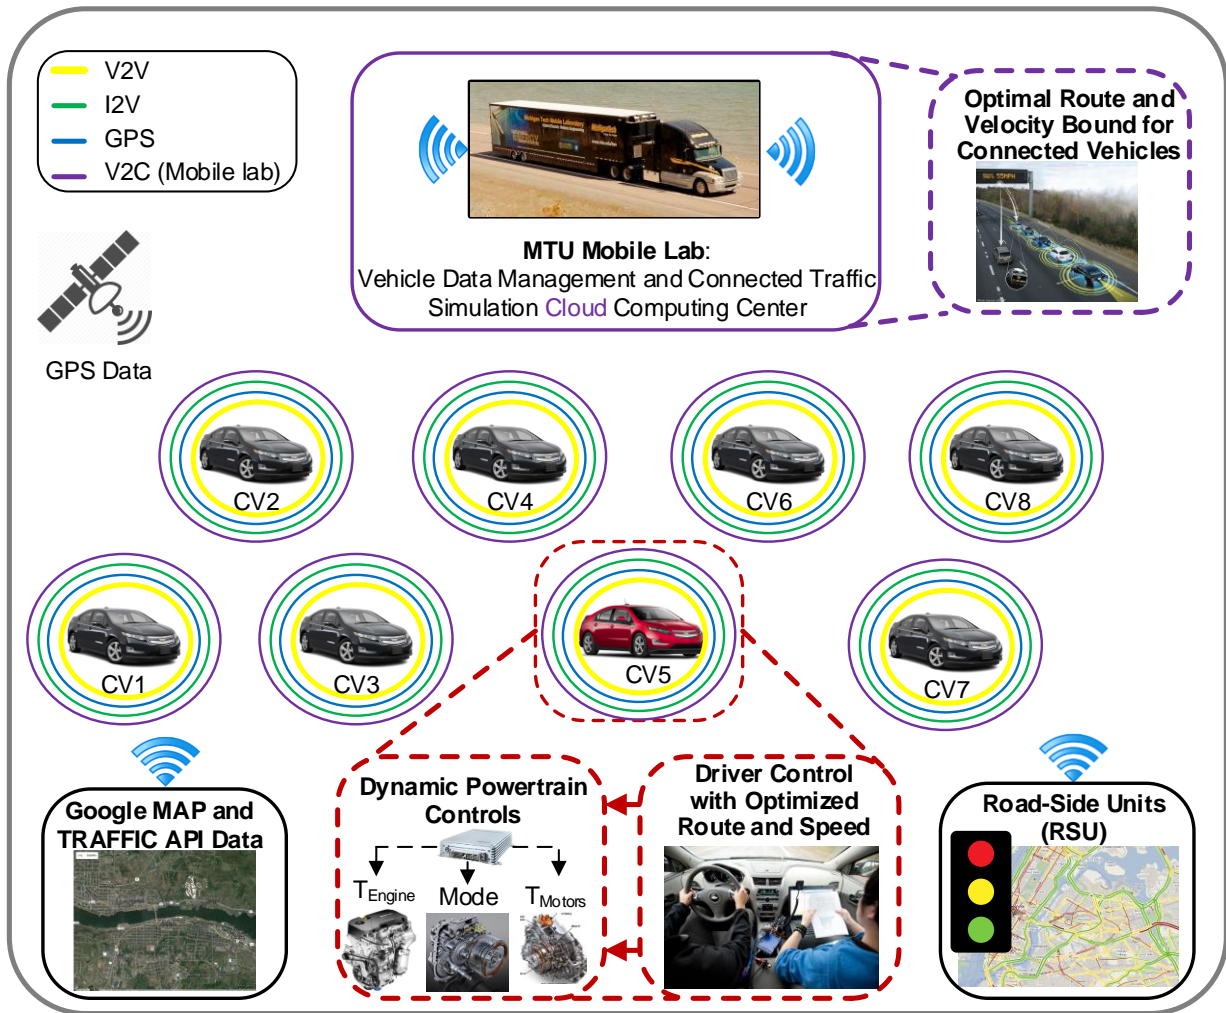 V2V
I2V
GPS
V2C (Mobile lab)
MTU Mobile Lab:
Vehicle Data Management and Connected Traffic
Simulation Cloud Computing Center
Optimal Route and
Velocity Bound for
Connected Vehicles
GPS Data
CV2
CV4
CV6
CV8
CV1
CV3
CV5
CV7
Google MAP and
TRAFFIC API Data
Dynamic Powertrain
Controls
TEngine
Mode
TMotors
Driver Control
with Optimized
Route and Speed
Road-Side Units
(RSU)